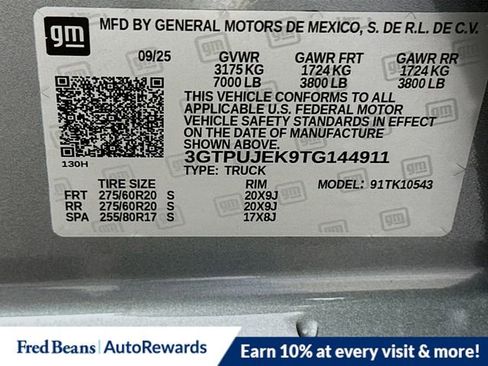 gm
MFD BY GENERAL MOTORS DE MEXICO, S. DE R.L. DE C.V.
09/25 GVWR GAWR FRT GAWR RR
3175 KG 1724 KG 1724 KG
7000 LB 3800 LB 3800 LB
THIS VEHICLE CONFORMS TO ALL
APPLICABLE U.S. FEDERAL MOTOR
VEHICLE SAFETY STANDARDS IN EFFECT
ON THE DATE OF MANUFACTURE
SHOWN ABOVE.
130H
3GTPUJEK9TG144911
TYPE: TRUCK MODEL: 91TK10543
TIRE SIZE RIM
FRT 275/60R20 S 20X9J
RR 275/60R20 S 20X9J
SPA 255/80R17 S 17X8J
Fred Beans | AutoRewards
Earn 10% at every visit & more